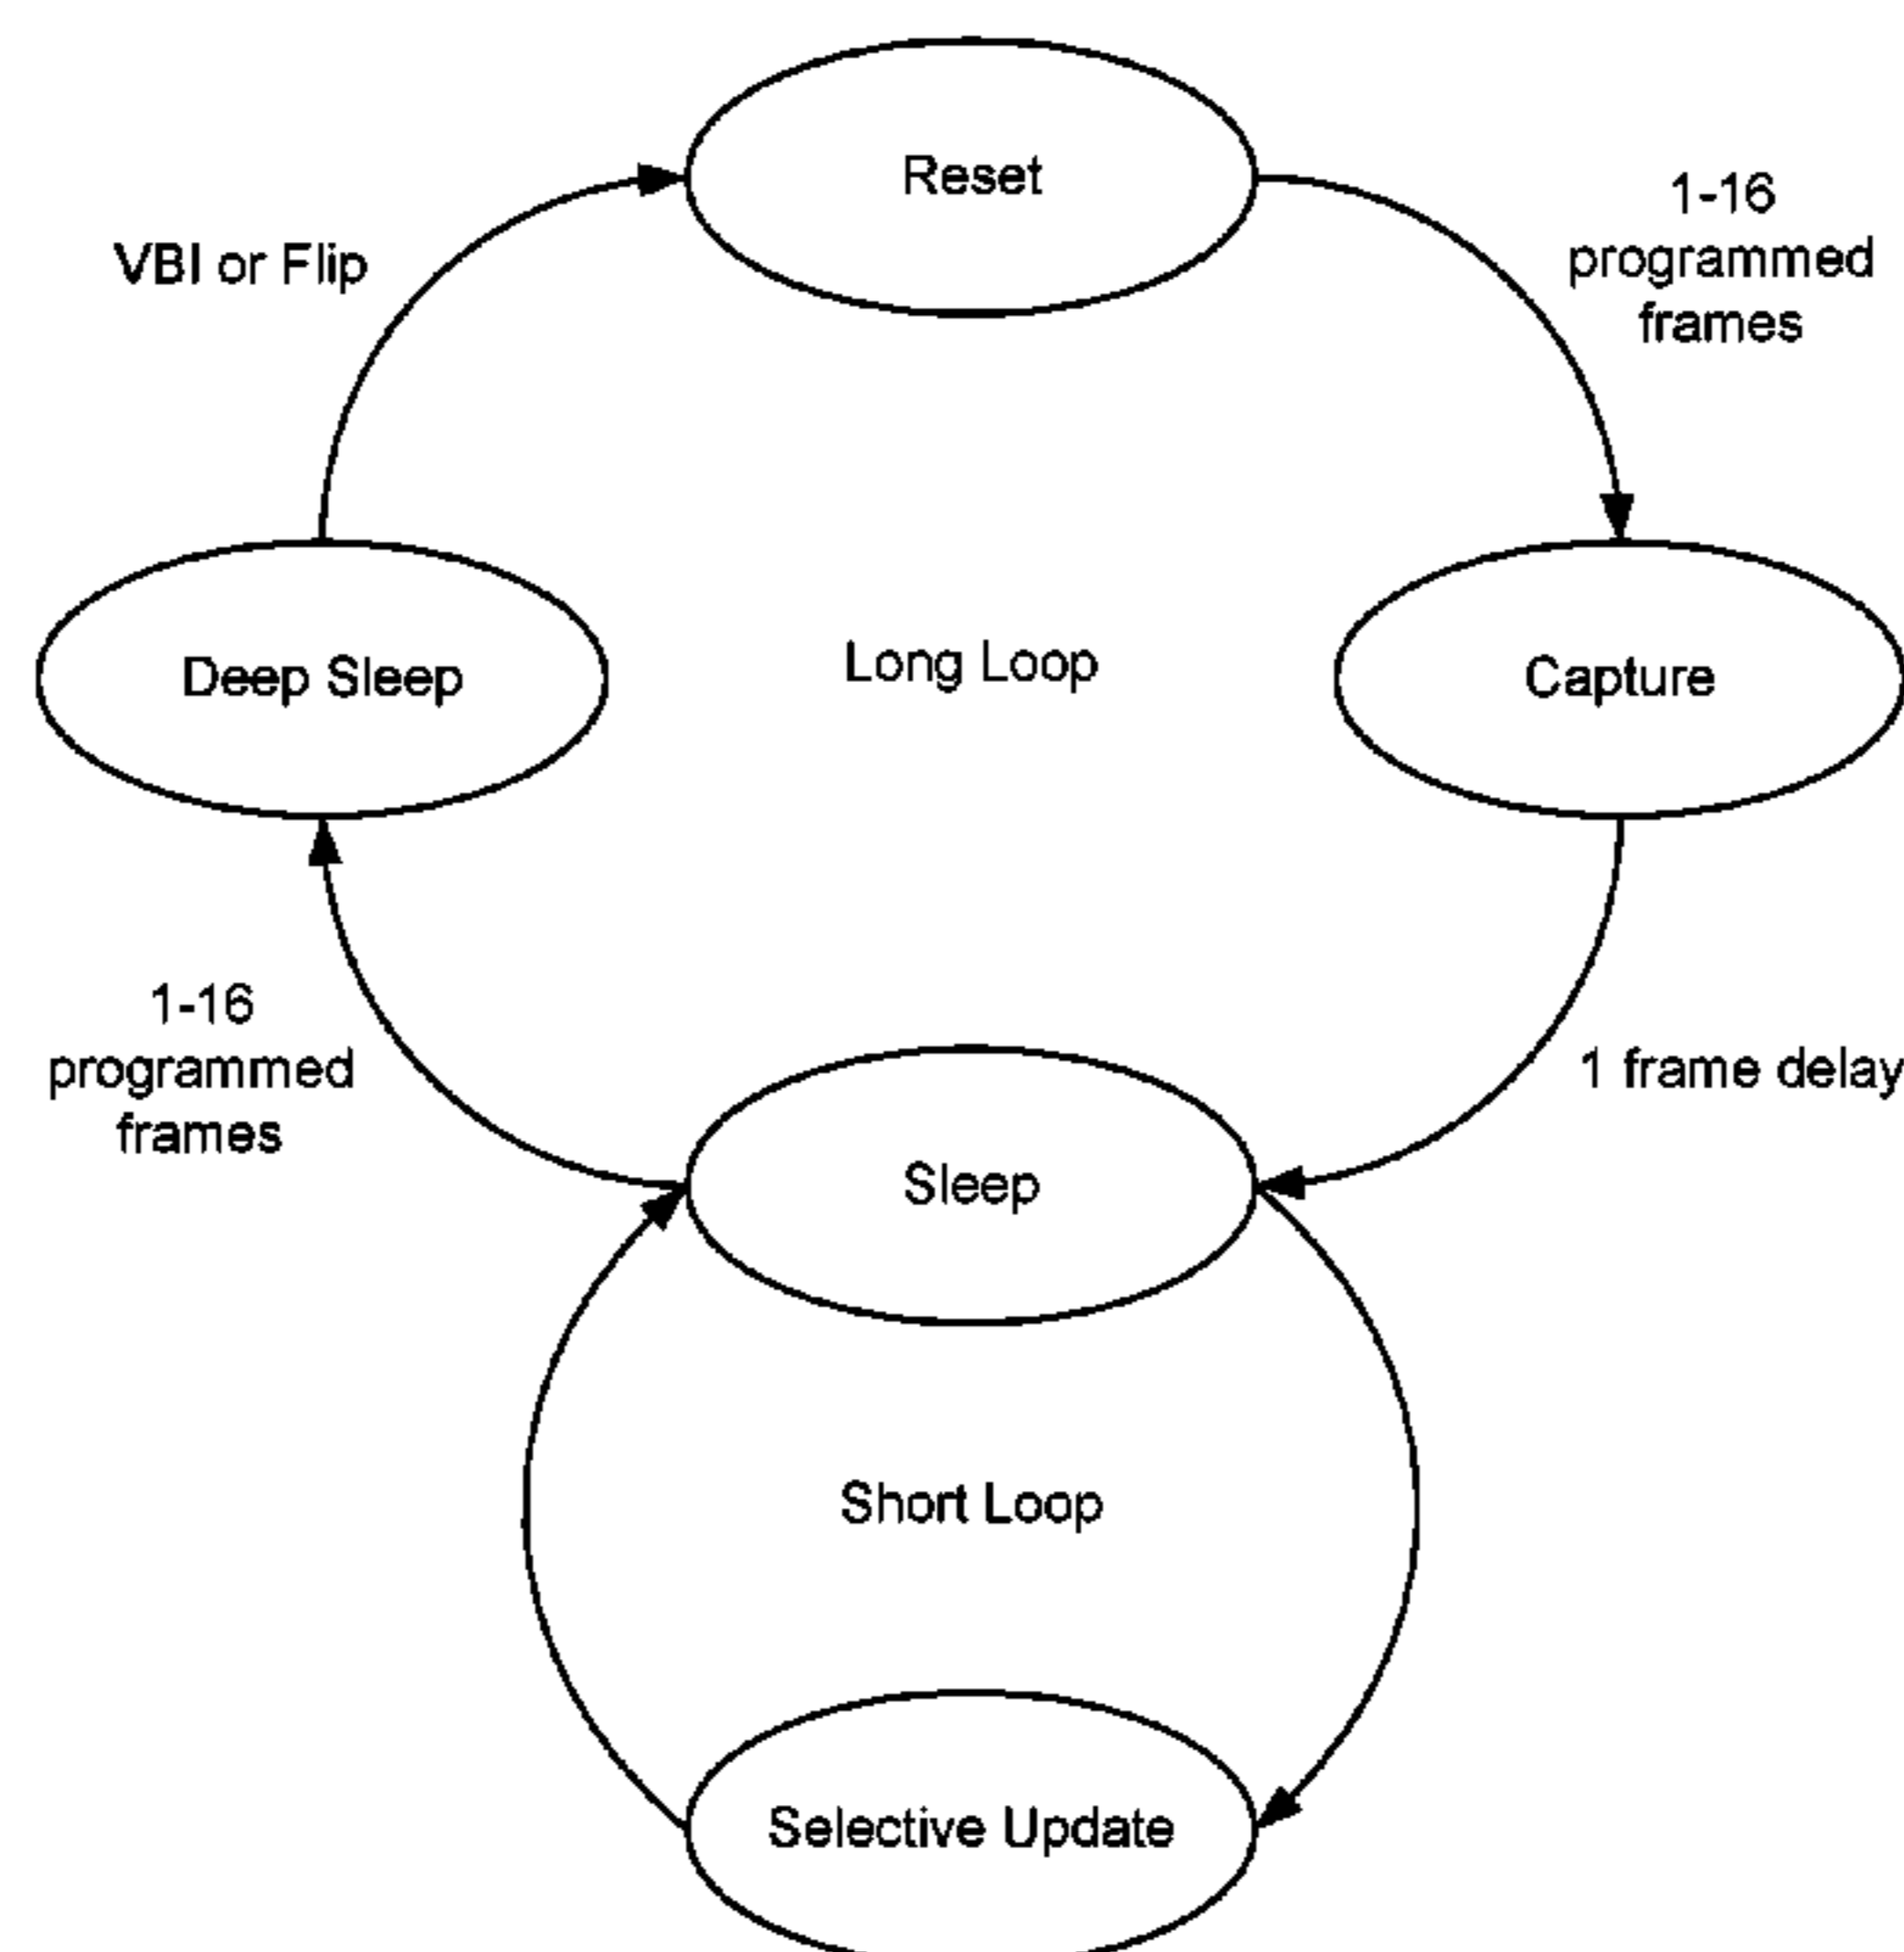 Reset
1-16
programmed
frames
VBI or Flip
Deep Sleep
Long Loop
Capture
1-16
programmed
frames
1 frame delay
Sleep
Short Loop
Selective Update